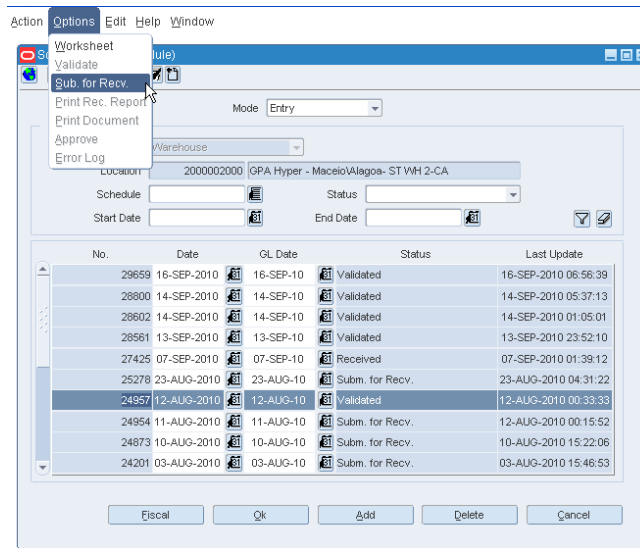 Action Options Edit Help Window
Worksheet
Validate
Sub. for Recv.
Print Rec. Report
Print Document
Approve
Error Log
ule)
Mode Entry
Warehouse
Location 2000002000 GPA Hyper - Maceio\Alagoa- ST WH 2-CA
Schedule Status
Start Date End Date
No. Date GL Date Status Last Update
29659 16-SEP-2010 16-SEP-10 Validated 16-SEP-2010 06:56:39
28800 14-SEP-2010 14-SEP-10 Validated 14-SEP-2010 05:37:13
28602 14-SEP-2010 14-SEP-10 Validated 14-SEP-2010 01:05:01
28561 13-SEP-2010 13-SEP-10 Validated 13-SEP-2010 23:52:10
27425 07-SEP-2010 07-SEP-10 Received 07-SEP-2010 01:39:12
25278 23-AUG-2010 23-AUG-10 Subm. for Recv. 23-AUG-2010 04:31:22
24957 12-AUG-2010 12-AUG-10 Validated 12-AUG-2010 00:33:33
24954 11-AUG-2010 11-AUG-10 Subm. for Recv. 12-AUG-2010 00:15:52
24873 10-AUG-2010 10-AUG-10 Subm. for Recv. 10-AUG-2010 15:22:06
24201 03-AUG-2010 03-AUG-10 Subm. for Recv. 03-AUG-2010 15:46:53
Fiscal Ok Add Delete Cancel